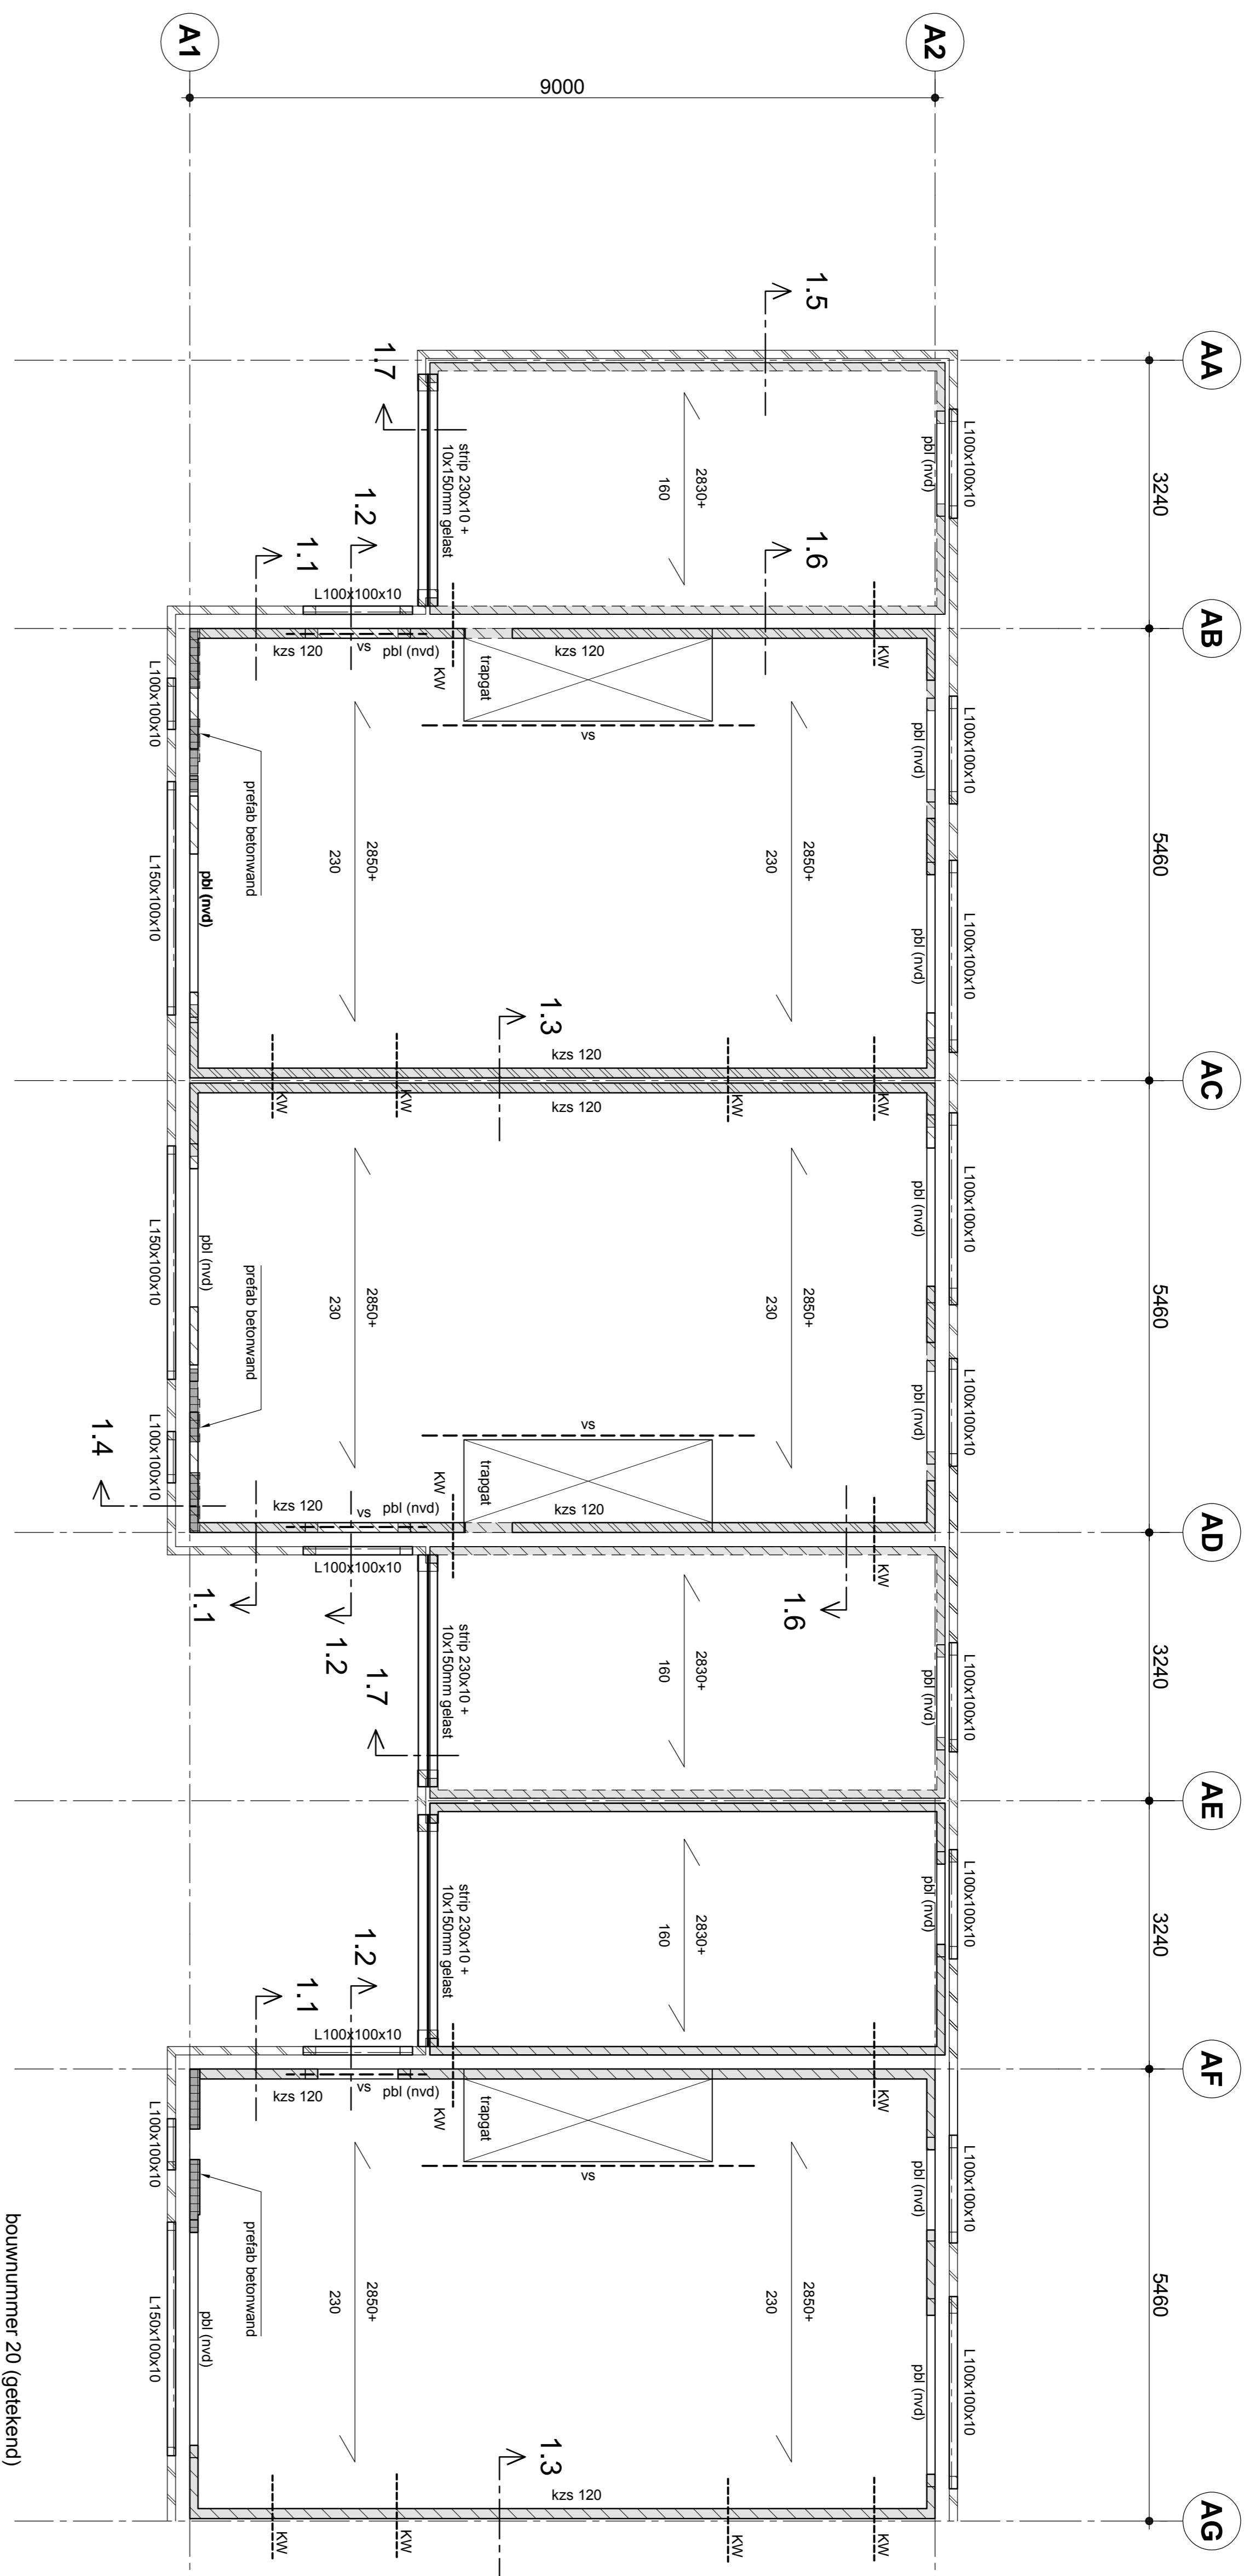 AA
AB
AC
AD
AE
AF
AG
3240
5460
5460
3240
3240
5460
L100x100x10
L100x100x10
L100x100x10
L100x100x10
L100x100x10
L100x100x10
L100x100x10
L100x100x10
L100x100x10
A2
pbl (nvd)
pbl (nvd)
pbl (nvd)
pbl (nvd)
pbl (nvd)
pbl (nvd)
pbl (nvd)
pbl (nvd)
pbl (nvd)
KW
KW
KW
KW
KW
1.5
1.6
1.6
2850+
230
2850+
230
2850+
230
KW
KW
2830+
160
2830+
160
2830+
160
9000
vs
vs
vs
kzs 120
kzs 120
kzs 120
kzs 120
kzs 120
1.3
1.3
trapgat
trapgat
trapgat
strip 230x10 +
10x150mm gelast
strip 230x10 +
10x150mm gelast
strip 230x10 +
10x150mm gelast
KW
KW
KW
KW
KW
pbl (nvd)
pbl (nvd)
pbl (nvd)
1.7
1.7
1.2
1.2
1.2
vs
vs
vs
L100x100x10
L100x100x10
L100x100x10
2850+
230
2850+
230
2850+
230
1.1
1.1
1.1
kzs 120
kzs 120
kzs 120
KW
KW
prefab betonwand
prefab betonwand
prefab betonwand
pbl (nvd)
pbl (nvd)
pbl (nvd)
A1
L100x100x10
L150x100x10
L150x100x10
L100x100x10
L100x100x10
L150x100x10
1.4
bouwnummer 20 (getekend)